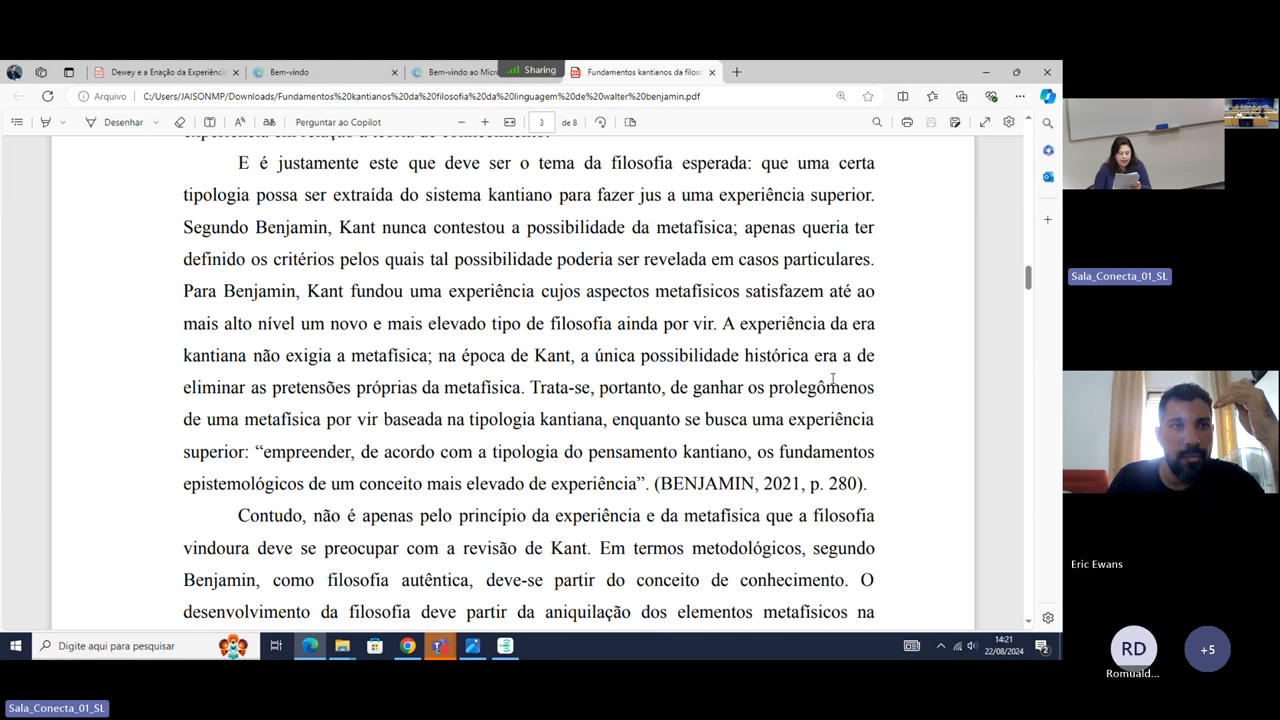 Dewey e a Enação da Experiênci
Bem-vindo
Bem-vindo ao Micr
Sharing
Fundamentos kantianos da filos
Arquivo
C:/Users/JAISONMP/Downloads/Fundamentos%20kantianos%20da%20filosofia%20da%20linguagem%20de%20walter%20benjamin.pdf
Desenhar
Perguntar ao Copilot
3
de 8
E é justamente este que deve ser o tema da filosofia esperada: que uma certa
tipologia possa ser extraída do sistema kantiano para fazer jus a uma experiência superior.
Segundo Benjamin, Kant nunca contestou a possibilidade da metafísica; apenas queria ter
definido os critérios pelos quais tal possibilidade poderia ser revelada em casos particulares.
Para Benjamin, Kant fundou uma experiência cujos aspectos metafísicos satisfazem até ao
mais alto nível um novo e mais elevado tipo de filosofia ainda por vir. A experiência da era
kantiana não exigia a metafísica; na época de Kant, a única possibilidade histórica era a de
eliminar as pretensões próprias da metafísica. Trata-se, portanto, de ganhar os prolegômenos
de uma metafísica por vir baseada na tipologia kantiana, enquanto se busca uma experiência
superior: “empreender, de acordo com a tipologia do pensamento kantiano, os fundamentos
epistemológicos de um conceito mais elevado de experiência”. (BENJAMIN, 2021, p. 280).
Contudo, não é apenas pelo princípio da experiência e da metafísica que a filosofia
vindoura deve se preocupar com a revisão de Kant. Em termos metodológicos, segundo
Benjamin, como filosofia autêntica, deve-se partir do conceito de conhecimento. O
desenvolvimento da filosofia deve partir da aniquilação dos elementos metafísicos na
Digite aqui para pesquisar
14:21
22/08/2024
2
Sala_Conecta_01_SL
Eric Ewans
RD
Romuald...
+5
Sala_Conecta_01_SL